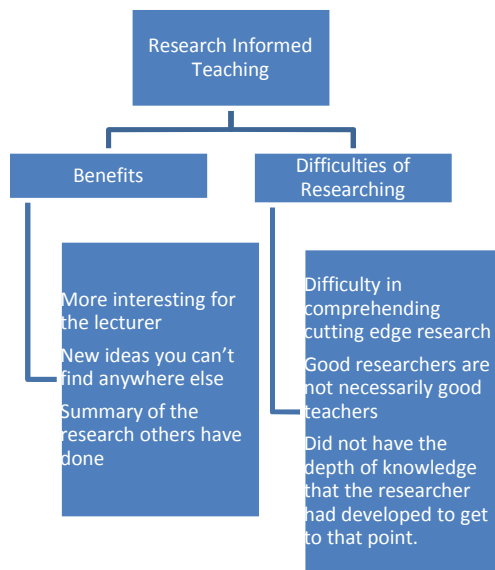 Research Informed
Teaching
Benefits
Difficulties of
Researching
More interesting for
the lecturer
New ideas you can't
find anywhere else
Summary of the
research others have
done
Difficulty in
comprehending
cutting edge research
Good researchers are
not necessarily good
teachers
Did not have the
depth of knowledge
that the researcher
had developed to get
to that point.